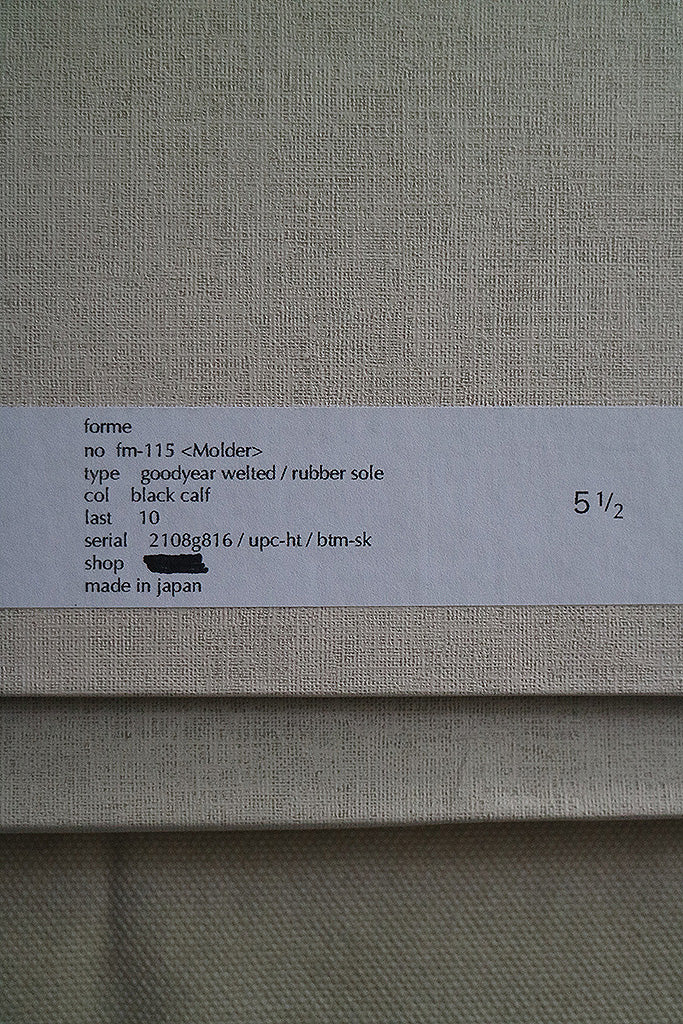 forme
no fm-115 <Molder>
type goodyear welted / rubber sole
col black calf
last 10
serial 2108g816 / upc-ht / btm-sk
shop
made in japan
5 1/2